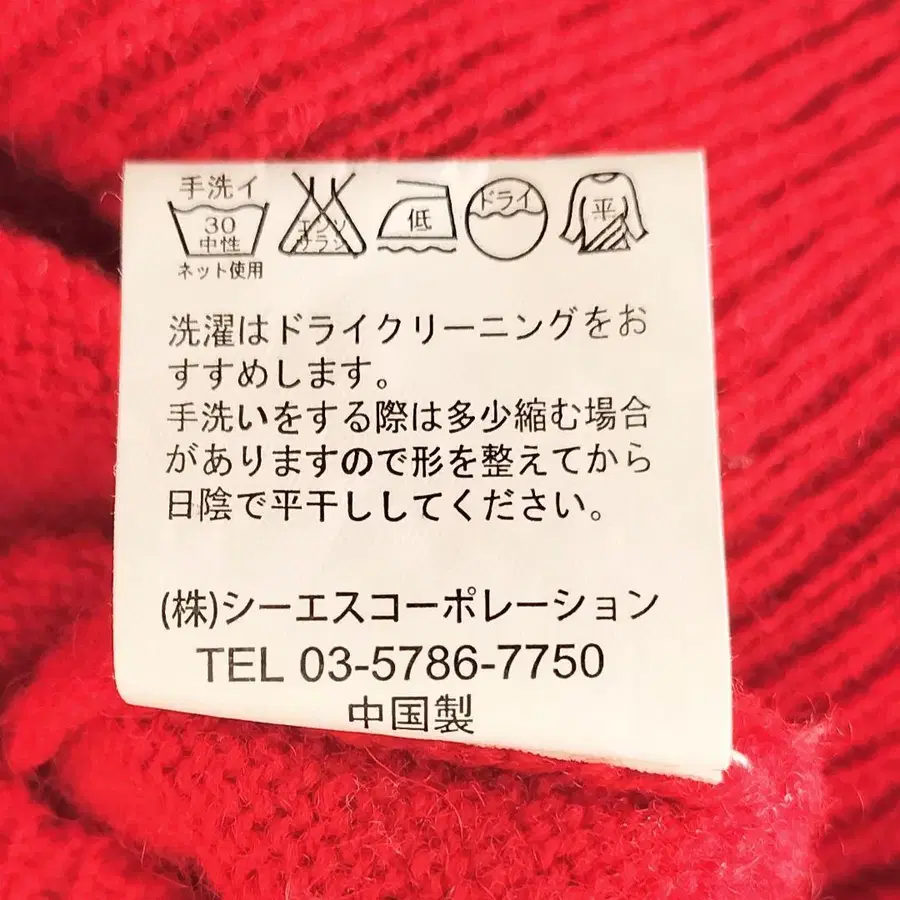 手洗イ
30
中性
ネット使用
エンソ
サラシ
低
ドライ
平
洗濯はドライクリーニングをお
すすめします。
手洗いをする際は多少縮む場合
がありますので形を整えてから
日陰で平干ししてください。
(株)シーエスコーポレーション
TEL 03-5786-7750
中国製